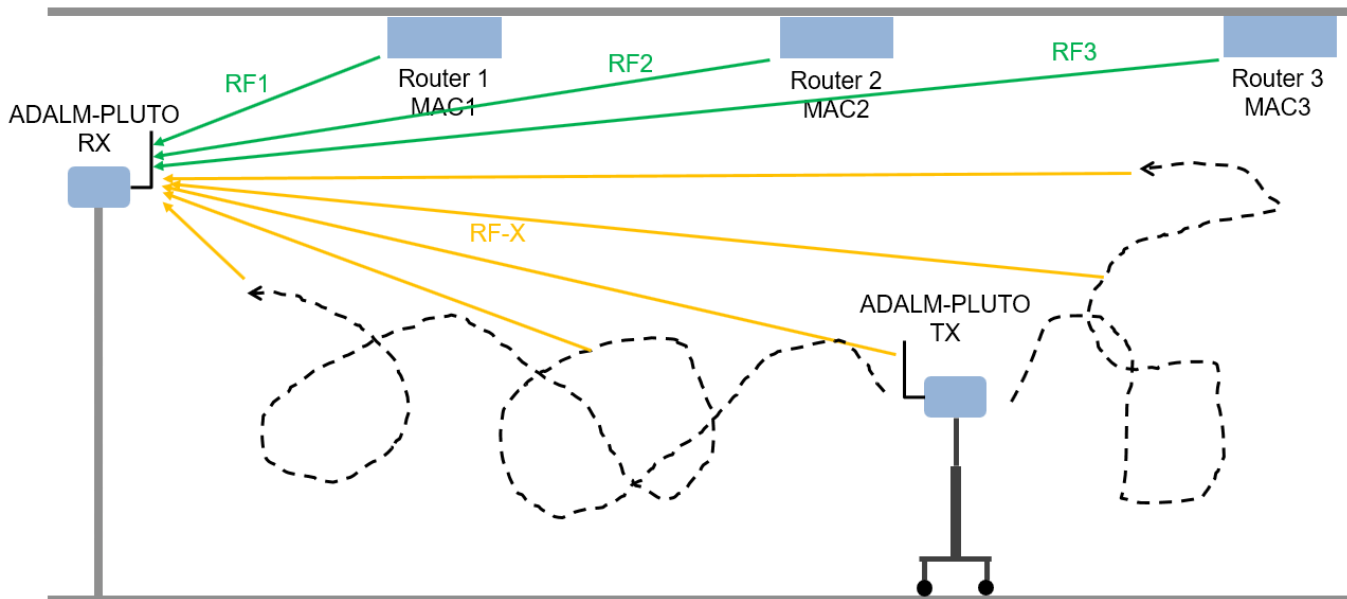 RF1
RF2
RF3
Router 1
MAC1
Router 2
MAC2
Router 3
MAC3
ADALM-PLUTO
RX
RF-X
ADALM-PLUTO
TX